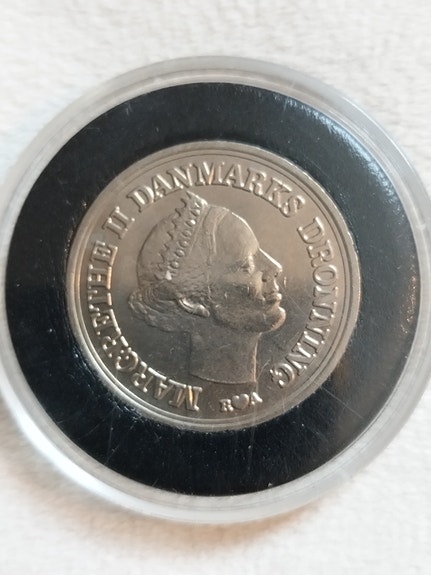 MARGRETHE II DANMARKS DRONNING
R♥A